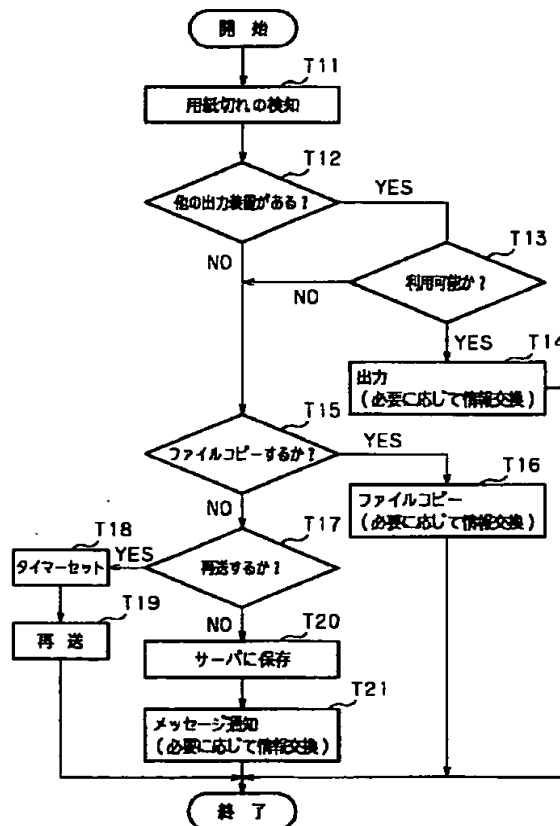 開 始
T11
用紙切れの検知
T12
他の出力装置がある?
YES
NO
T13
利用可能か?
NO
YES
T14
出力
(必要に応じて情報交換)
T15
ファイルコピーするか?
YES
NO
T16
ファイルコピー
(必要に応じて情報交換)
T17
再送するか?
YES
NO
T18
タイマーセット
T19
再 送
T20
サーバに保存
T21
メッセージ通知
(必要に応じて情報交換)
終 了